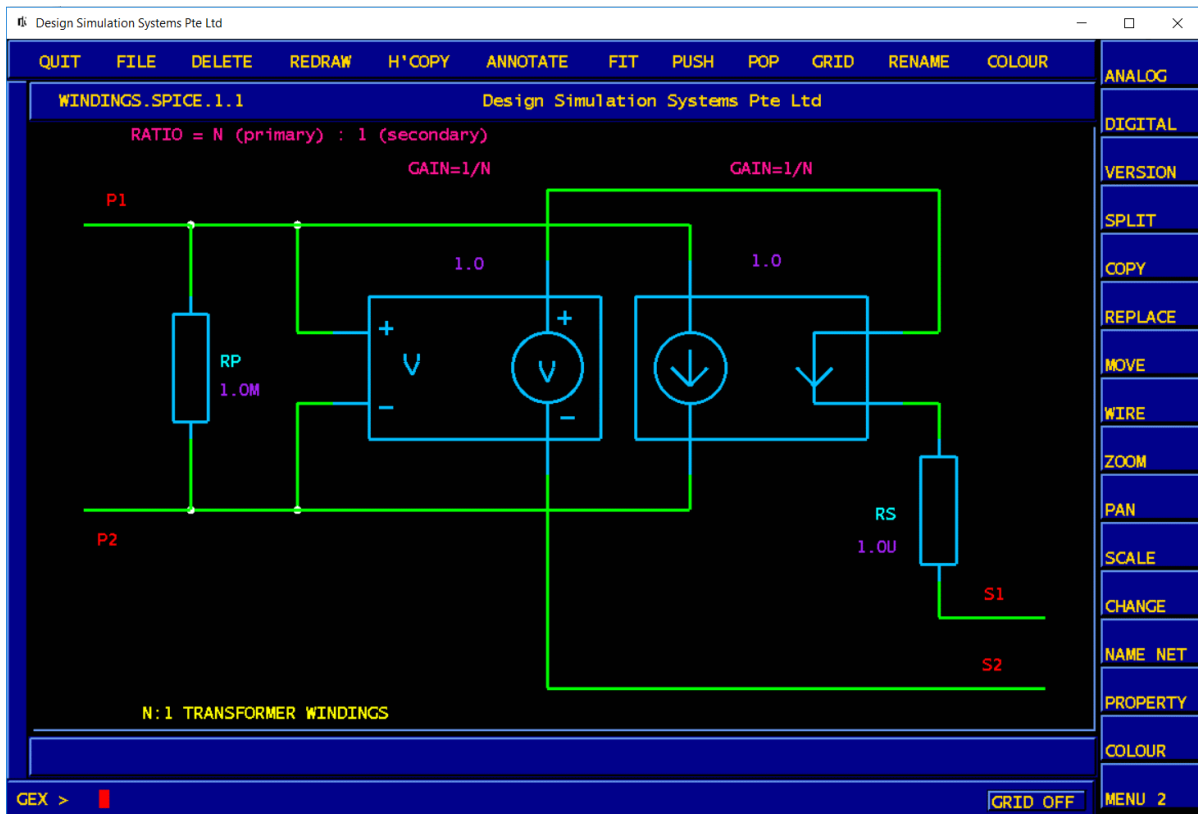 Design Simulation Systems Pte Ltd
QUIT FILE DELETE REDRAW H'COPY ANNOTATE FIT PUSH POP GRID RENAME COLOUR
WINDINGS.SPICE.1.1 Design Simulation Systems Pte Ltd
RATIO = N (primary) : 1 (secondary)
GAIN=1/N GAIN=1/N
P1
1.0 1.0
+ +
V V
RP
1.0M
- -
RS
1.0U
P2
S1
S2
N:1 TRANSFORMER WINDINGS
GEX >
GRID OFF
ANALOG
DIGITAL
VERSION
SPLIT
COPY
REPLACE
MOVE
WIRE
ZOOM
PAN
SCALE
CHANGE
NAME NET
PROPERTY
COLOUR
MENU 2